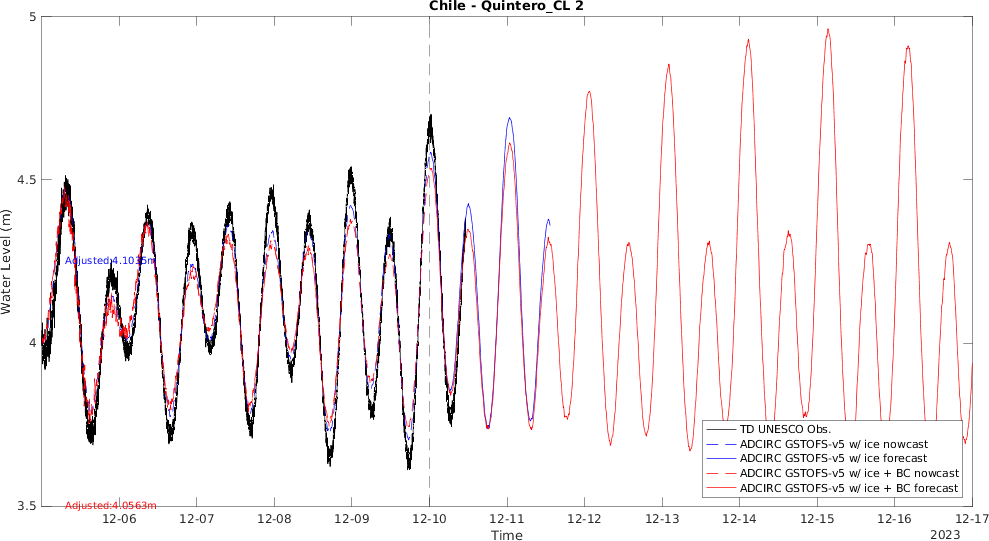 Chile - Quintero_CL 2
5
4.5
4
3.5
Water Level (m)
Adjusted:4.1035m
Adjusted:4.0563m
12-06
12-07
12-08
12-09
12-10
12-11
12-12
12-13
12-14
12-15
12-16
12-17
Time
2023
TD UNESCO Obs.
ADCIRC GSTOFS-v5 w/ ice nowcast
ADCIRC GSTOFS-v5 w/ ice forecast
ADCIRC GSTOFS-v5 w/ ice + BC nowcast
ADCIRC GSTOFS-v5 w/ ice + BC forecast